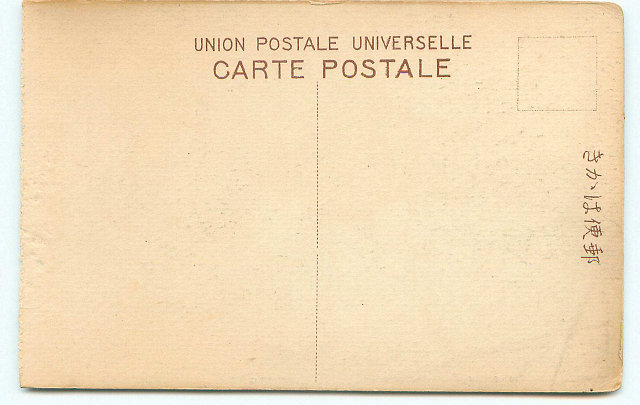 UNION POSTALE UNIVERSELLE
CARTE POSTALE
郵便はかき